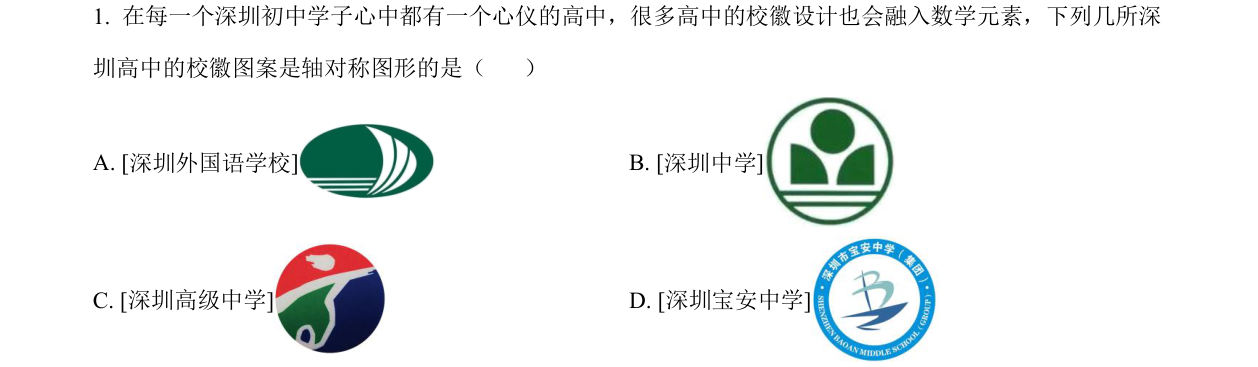 1. 在每一个深圳初中学子心中都有一个心仪的高中，很多高中的校徽设计也会融入数学元素，下列几所深
圳高中的校徽图案是轴对称图形的是（　　）
A. [深圳外国语学校]
B. [深圳中学]
C. [深圳高级中学]
D. [深圳宝安中学]
深圳市宝安中学（集团）
SHENZHEN BAOAN MIDDLE SCHOOL (GROUP)